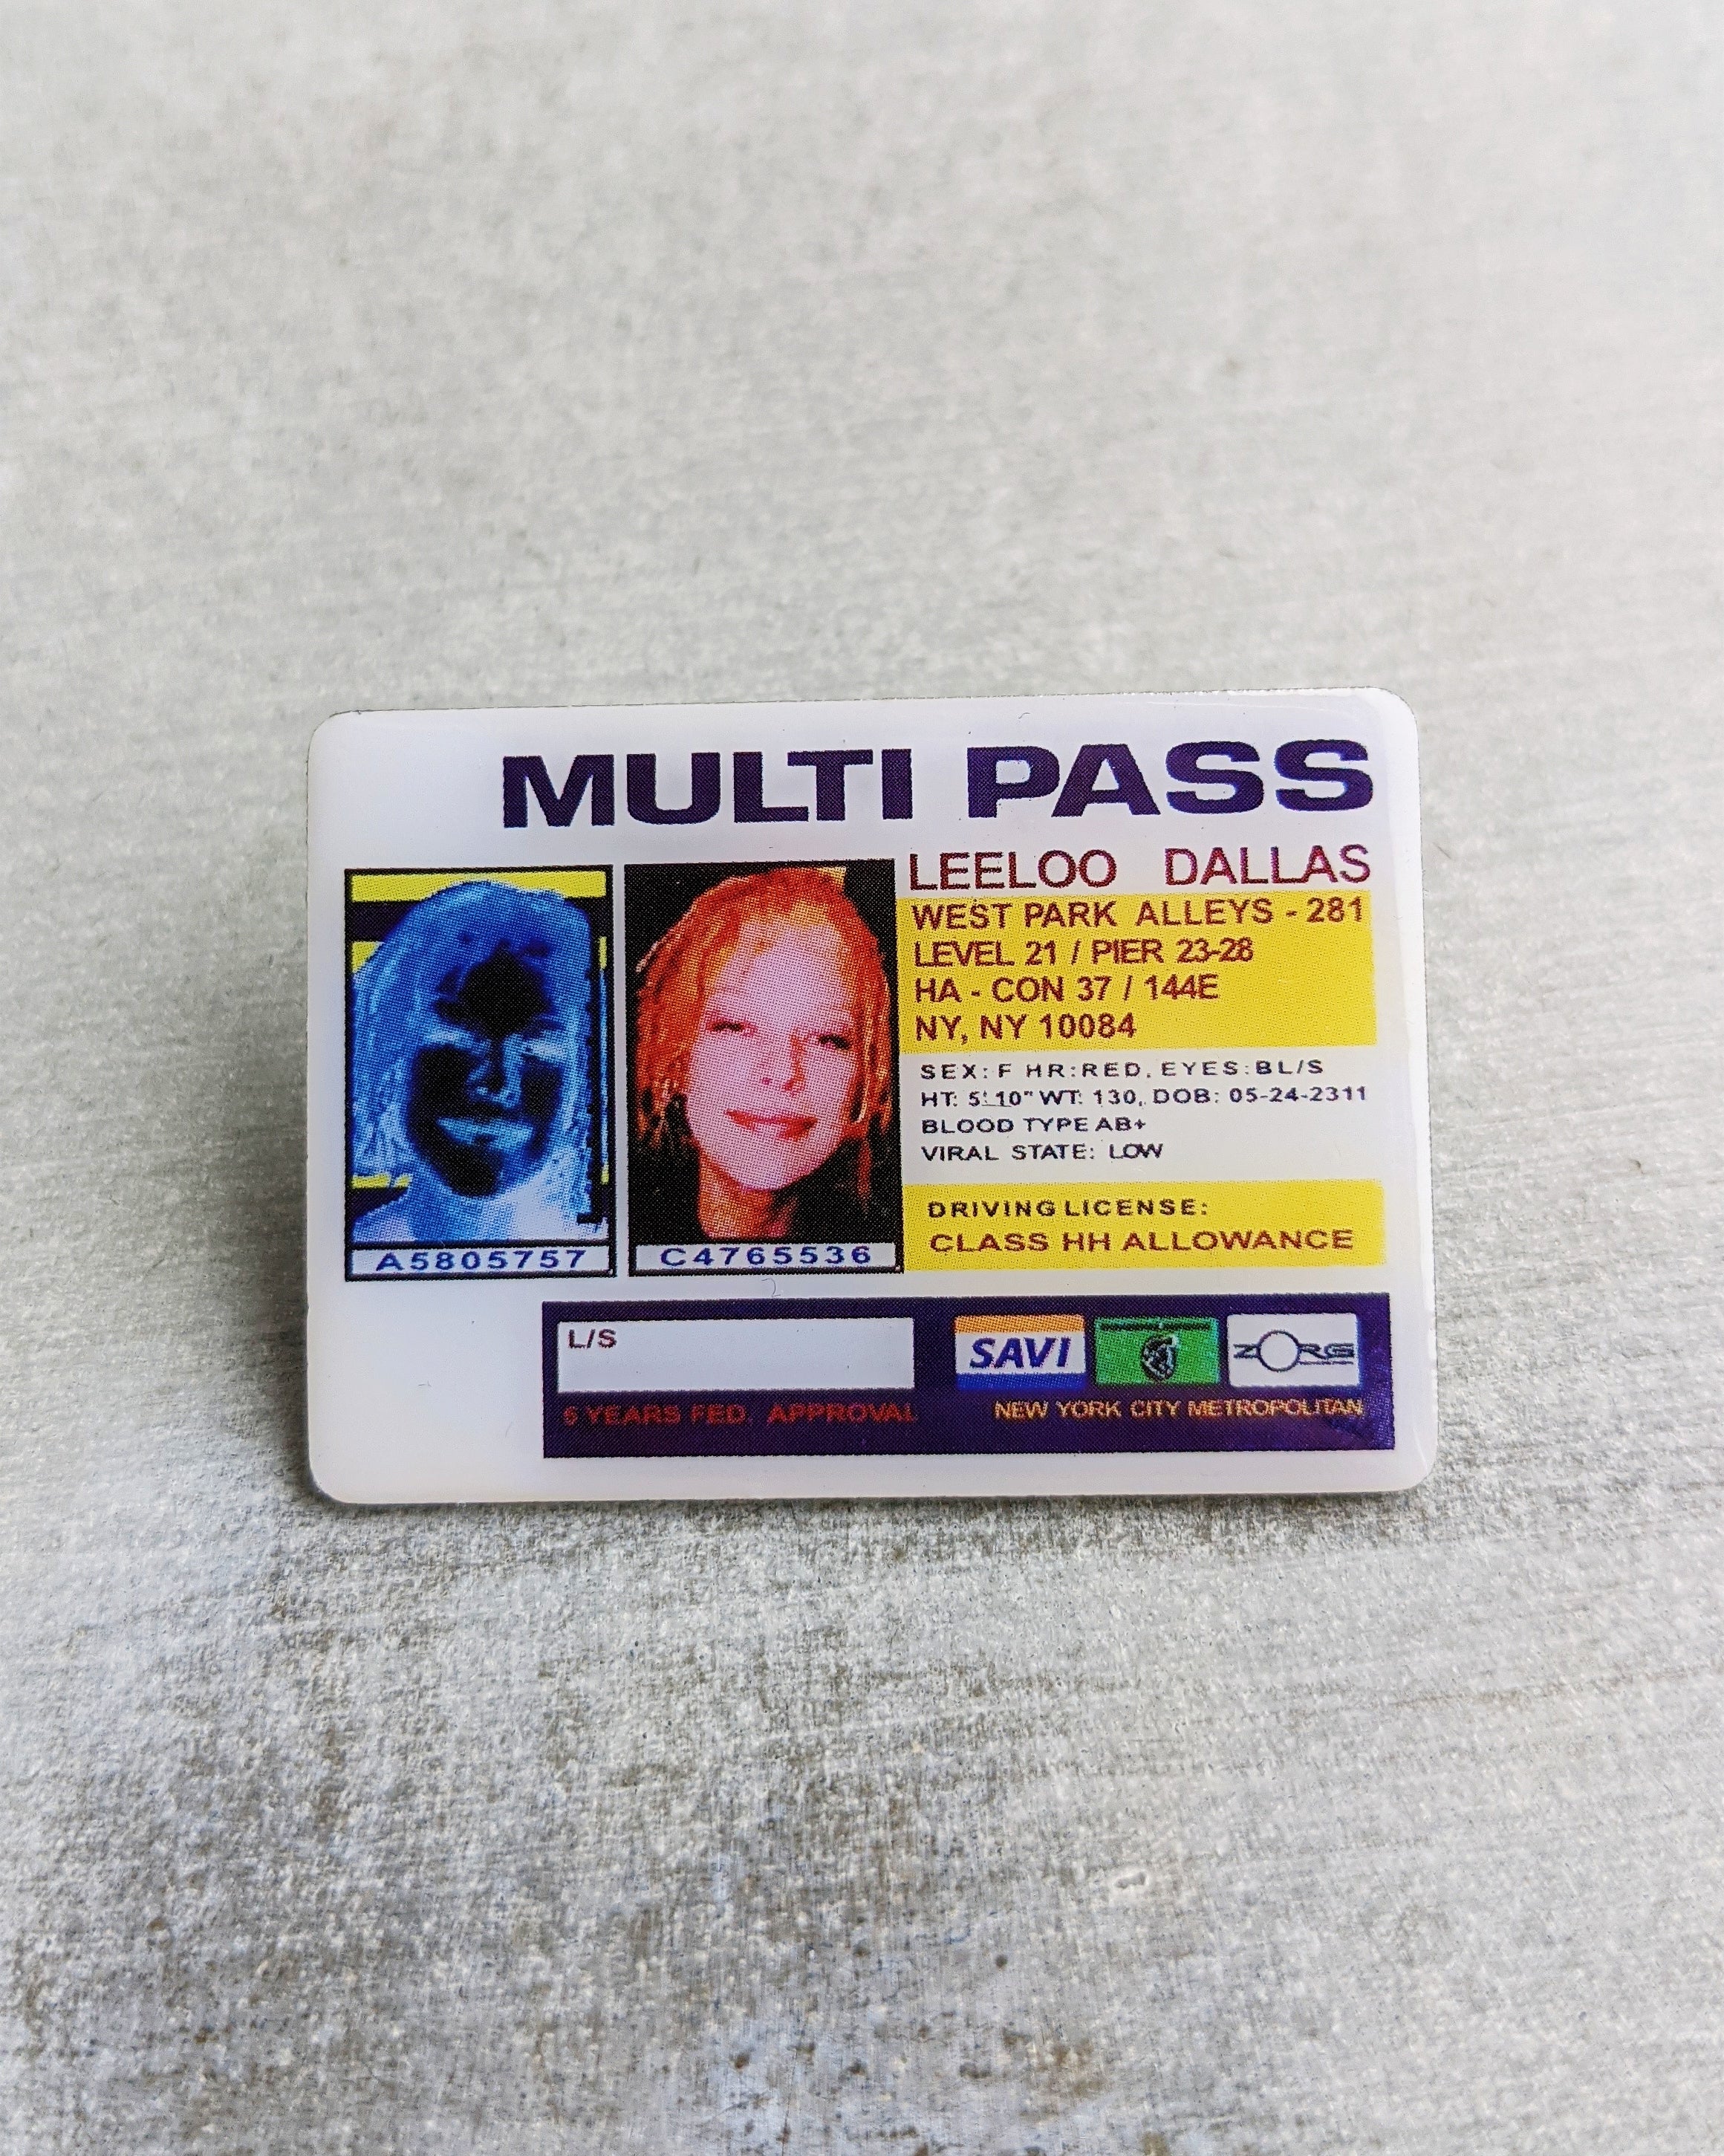 MULTI PASS
LEELOO DALLAS
WEST PARK ALLEYS - 281
LEVEL 21 / PIER 23-28
HA - CON 37 / 144E
NY, NY 10084
SEX: F HR:RED, EYES:BL/S
HT: 5' 10" WT: 130, DOB: 05-24-2311
BLOOD TYPE AB+
VIRAL STATE: LOW
DRIVING LICENSE:
CLASS HH ALLOWANCE
A5805757
C4765536
L/S
SAVI
ZORG
6 YEARS FED. APPROVAL
NEW YORK CITY METROPOLITAN